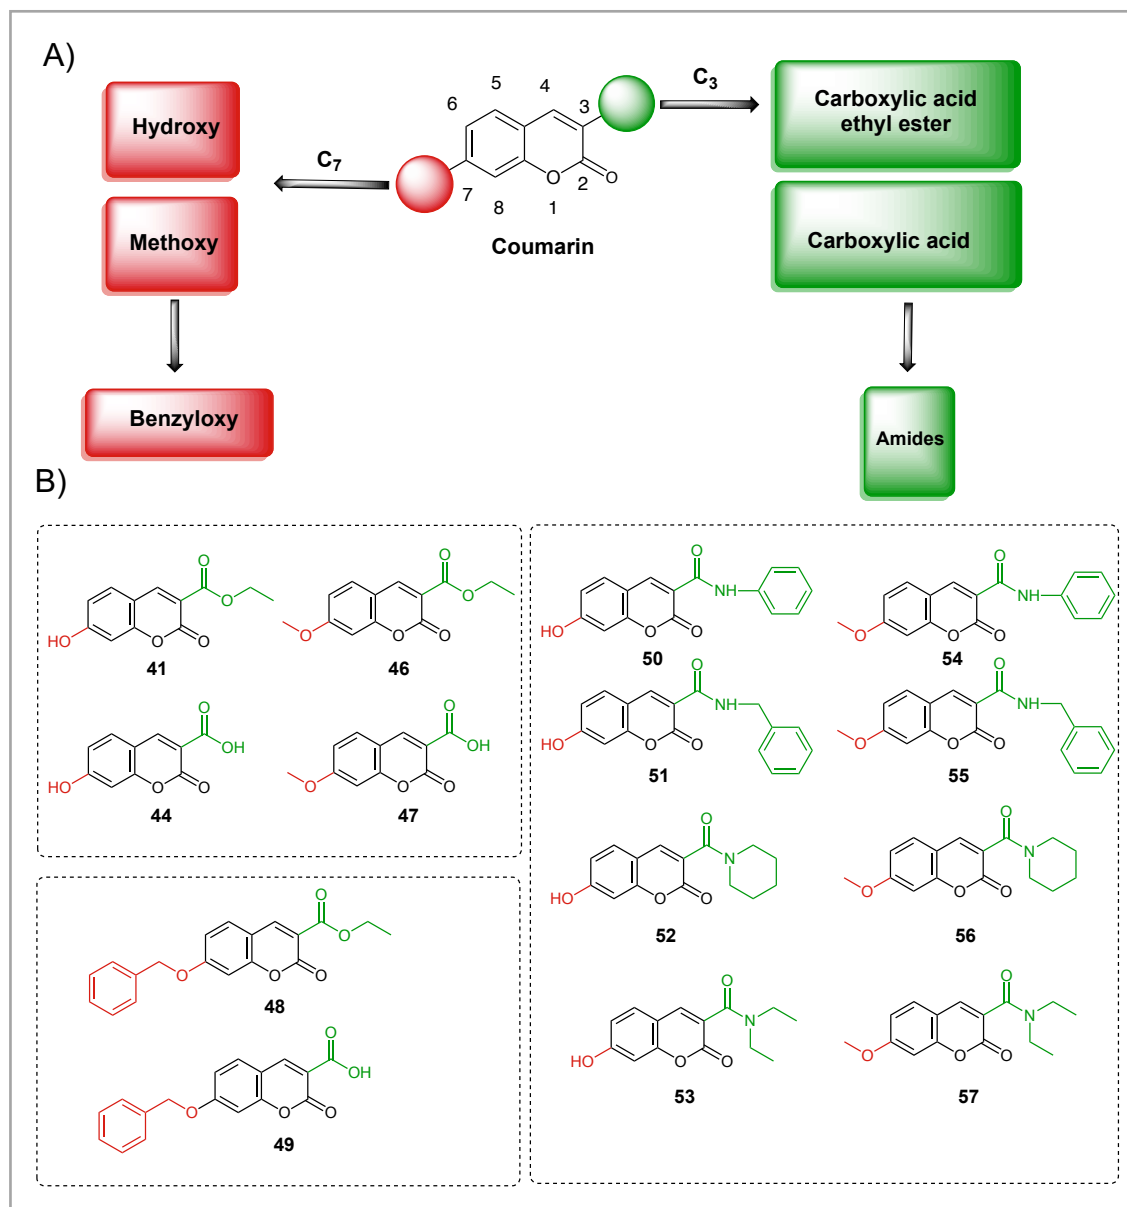 A)
Hydroxy
Methoxy
Benzyloxy
C7
5
4
6
3
7
8
1
2
O
O
Coumarin
C3
Carboxylic acid
ethyl ester
Carboxylic acid
Amides
B)
O
O
HO
O
O
41
O
O
O
O
O
46
O
OH
HO
O
O
44
O
OH
O
O
O
47
O
O
O
O
O
48
O
OH
O
O
O
49
O
NH
HO
O
O
50
O
NH
O
O
O
54
O
NH
HO
O
O
51
O
NH
O
O
O
55
O
N
HO
O
O
52
O
N
O
O
O
56
O
N
HO
O
O
53
O
N
O
O
O
57